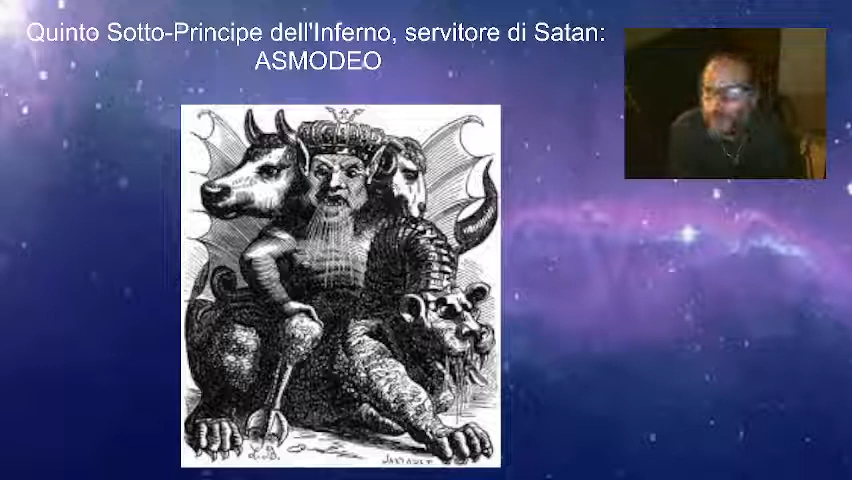 Quinto Sotto-Principe dell'Inferno, servitore di Satan:
ASMODEO